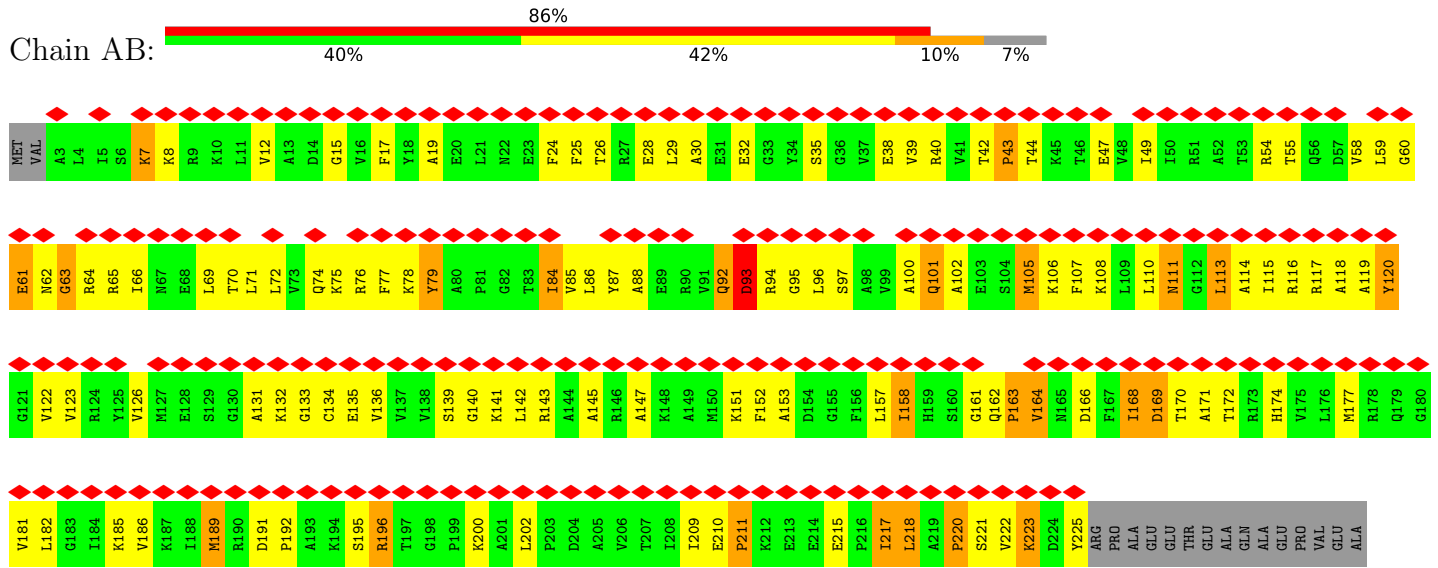 86%
Chain AB:
40% 42% 10% 7%
MET VAL A3 L4 I5 S6 K7 K8 R9 K10 L11 V12 A13 D14 G15 V16 F17 Y18 A19 E20 L21 N22 E23 F24 F25 T26 R27 E28 L29 A30 E31 E32 G33 Y34 S35 G36 V37 E38 V39 R40 V41 T42 P43 T44 K45 T46 E47 V48 I49 I50 R51 A52 T53 R54 T55 Q56 D57 V58 L59 G60
E61 N62 G63 R64 R65 I66 N67 E68 L69 T70 L71 L72 V73 Q74 K75 R76 F77 K78 Y79 A80 P81 G82 T83 I84 V85 L86 Y87 A88 E89 R90 V91 Q92 D93 R94 G95 L96 S97 A98 V99 A100 Q101 A102 E103 S104 M105 K106 F107 K108 L109 L110 N111 G112 L113 A114 I115 R116 R117 A118 A119 Y120
G121 V122 V123 R124 Y125 V126 M127 E128 S129 G130 A131 K132 G133 C134 E135 V136 V137 V138 S139 G140 K141 L142 R143 A144 A145 R146 A147 K148 A149 M150 K151 F152 A153 D154 G155 F156 L157 I158 H159 S160 G161 Q162 P163 V164 N165 D166 F167 I168 D169 T170 A171 T172 R173 H174 V175 L176 M177 R178 Q179 G180
V181 L182 G183 I184 K185 V186 K187 I188 M189 R190 D191 P192 A193 K194 S195 R196 T197 G198 P199 K200 A201 L202 P203 D204 A205 V206 T207 I208 I209 E210 P211 K212 E213 E214 E215 P216 I217 L218 A219 P220 S221 V222 K223 D224 Y225 ARG PRO ALA GLU GLU THR GLU ALA GLN ALA GLU PRO VAL GLU ALA